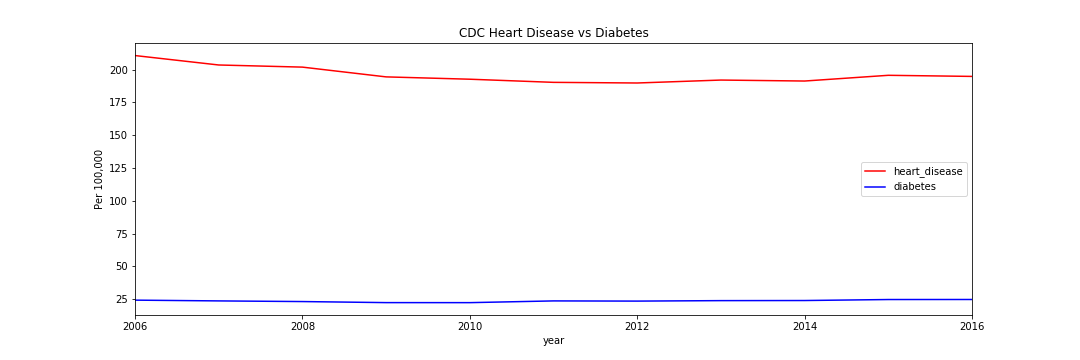 CDC Heart Disease vs Diabetes
Per 100,000
200
175
150
125
100
75
50
25
heart_disease
diabetes
2006 2008 2010 2012 2014 2016
year